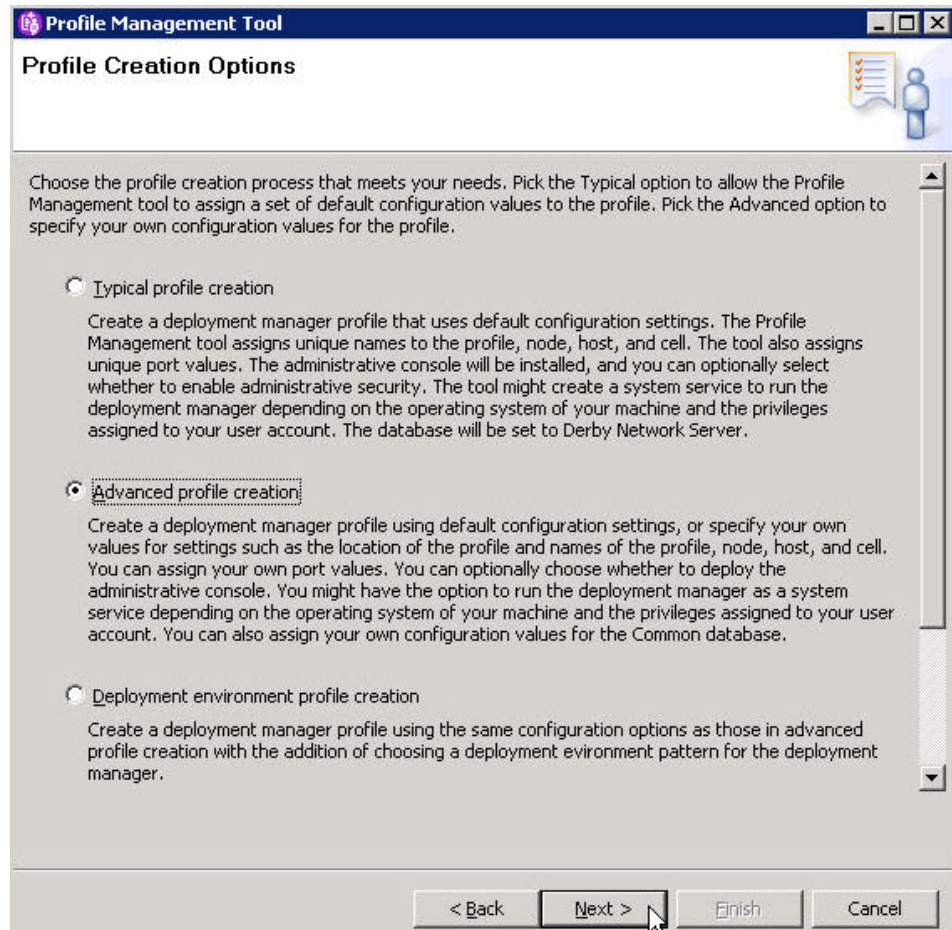 Profile Management Tool
Profile Creation Options
Choose the profile creation process that meets your needs. Pick the Typical option to allow the Profile
Management tool to assign a set of default configuration values to the profile. Pick the Advanced option to
specify your own configuration values for the profile.
Typical profile creation
Create a deployment manager profile that uses default configuration settings. The Profile
Management tool assigns unique names to the profile, node, host, and cell. The tool also assigns
unique port values. The administrative console will be installed, and you can optionally select
whether to enable administrative security. The tool might create a system service to run the
deployment manager depending on the operating system of your machine and the privileges
assigned to your user account. The database will be set to Derby Network Server.
Advanced profile creation
Create a deployment manager profile using default configuration settings, or specify your own
values for settings such as the location of the profile and names of the profile, node, host, and cell.
You can assign your own port values. You can optionally choose whether to deploy the
administrative console. You might have the option to run the deployment manager as a system
service depending on the operating system of your machine and the privileges assigned to your user
account. You can also assign your own configuration values for the Common database.
Deployment environment profile creation
Create a deployment manager profile using the same configuration options as those in advanced
profile creation with the addition of choosing a deployment evironment pattern for the deployment
manager.
< Back Next > Finish Cancel